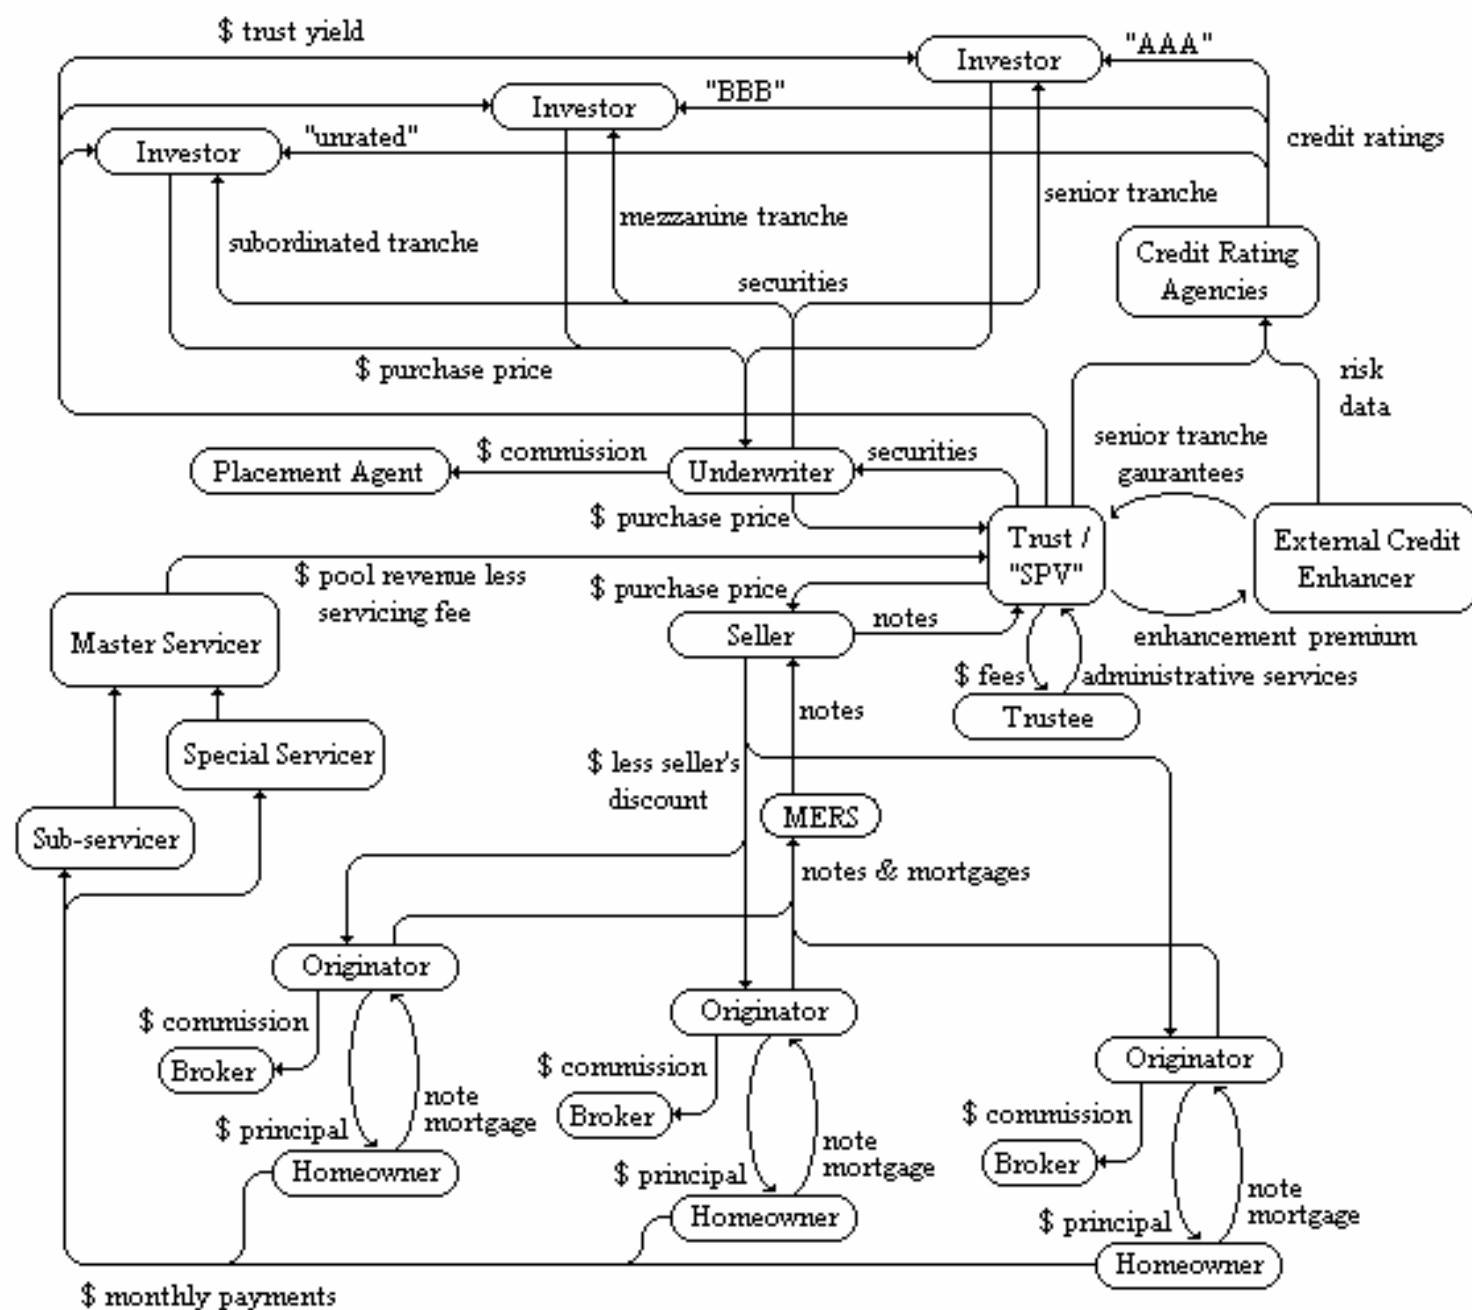 $ trust yield
Investor
"AAA"
Investor
"BBB"
Investor
"unrated"
credit ratings
senior tranche
mezzanine tranche
subordinated tranche
Credit Rating
Agencies
securities
$ purchase price
risk
data
senior tranche
gaurantees
Placement Agent
$ commission
Underwriter
securities
$ purchase price
Trust /
"SPV"
External Credit
Enhancer
$ pool revenue less
servicing fee
$ purchase price
Master Servicer
Seller
notes
enhancement premium
$ fees
administrative services
Trustee
notes
Special Servicer
$ less seller's
discount
MERS
Sub-servicer
notes & mortgages
Originator
$ commission
Broker
note
mortgage
$ principal
Homeowner
Originator
$ commission
Broker
note
mortgage
$ principal
Homeowner
Originator
$ commission
Broker
note
mortgage
$ principal
Homeowner
$ monthly payments